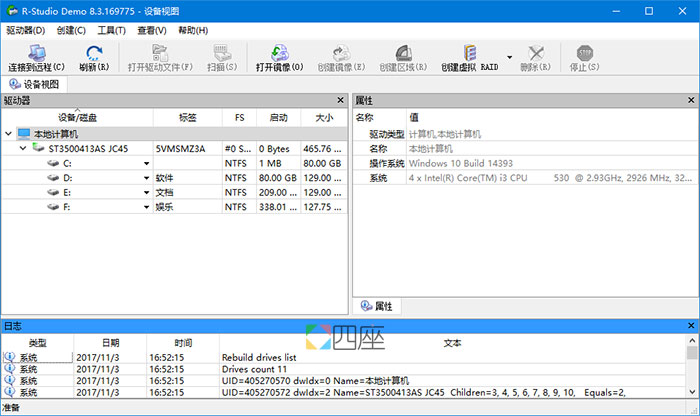 R-Studio Demo 8.3.169775 - 设备视图
驱动器(D) 创建(C) 工具(T) 查看(V) 帮助(H)
连接到远程(C) 刷新(R) 打开驱动文件(F) 扫描(S) 打开镜像(O) 创建镜像(E) 创建区域(R) 创建虚拟 RAID 删除(R) 停止(S)
设备视图
驱动器
设备/磁盘 标签 FS 启动 大小
本地计算机
ST3500413AS JC45 5VMSMZ3A #0 S... 0 Bytes 465.76 ...
C: NTFS 1 MB 80.00 GB
D: 软件 NTFS 80.00 GB 129.00 ...
E: 文档 NTFS 209.00 ... 129.00 ...
F: 娱乐 NTFS 338.01 ... 127.75 ...
属性
名称 值
驱动类型 计算机,本地计算机
名称 本地计算机
操作系统 Windows 10 Build 14393
系统 4 x Intel(R) Core(TM) i3 CPU 530 @ 2.93GHz, 2926 MHz, 32...
属性
日志
四座
类型 日期 时间 文本
系统 2017/11/3 16:52:15 Rebuild drives list
系统 2017/11/3 16:52:15 Drives count 11
系统 2017/11/3 16:52:15 UID=405270570 dwIdx=0 Name=本地计算机
系统 2017/11/3 16:52:15 UID=405270572 dwIdx=2 Name=ST3500413AS JC45 Children=3, 4, 5, 6, 7, 8, 9, 10, Equals=2,
准备